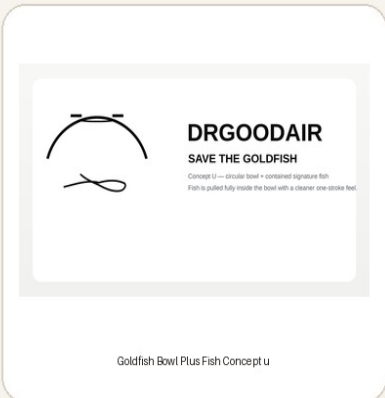 DRGOODAIR
SAVE THE GOLDFISH
Concept U — circular bowl + contained signature fish
Fish is pulled fully inside the bowl with a cleaner one-stroke feel
Goldfish Bowl Plus Fish Concept u